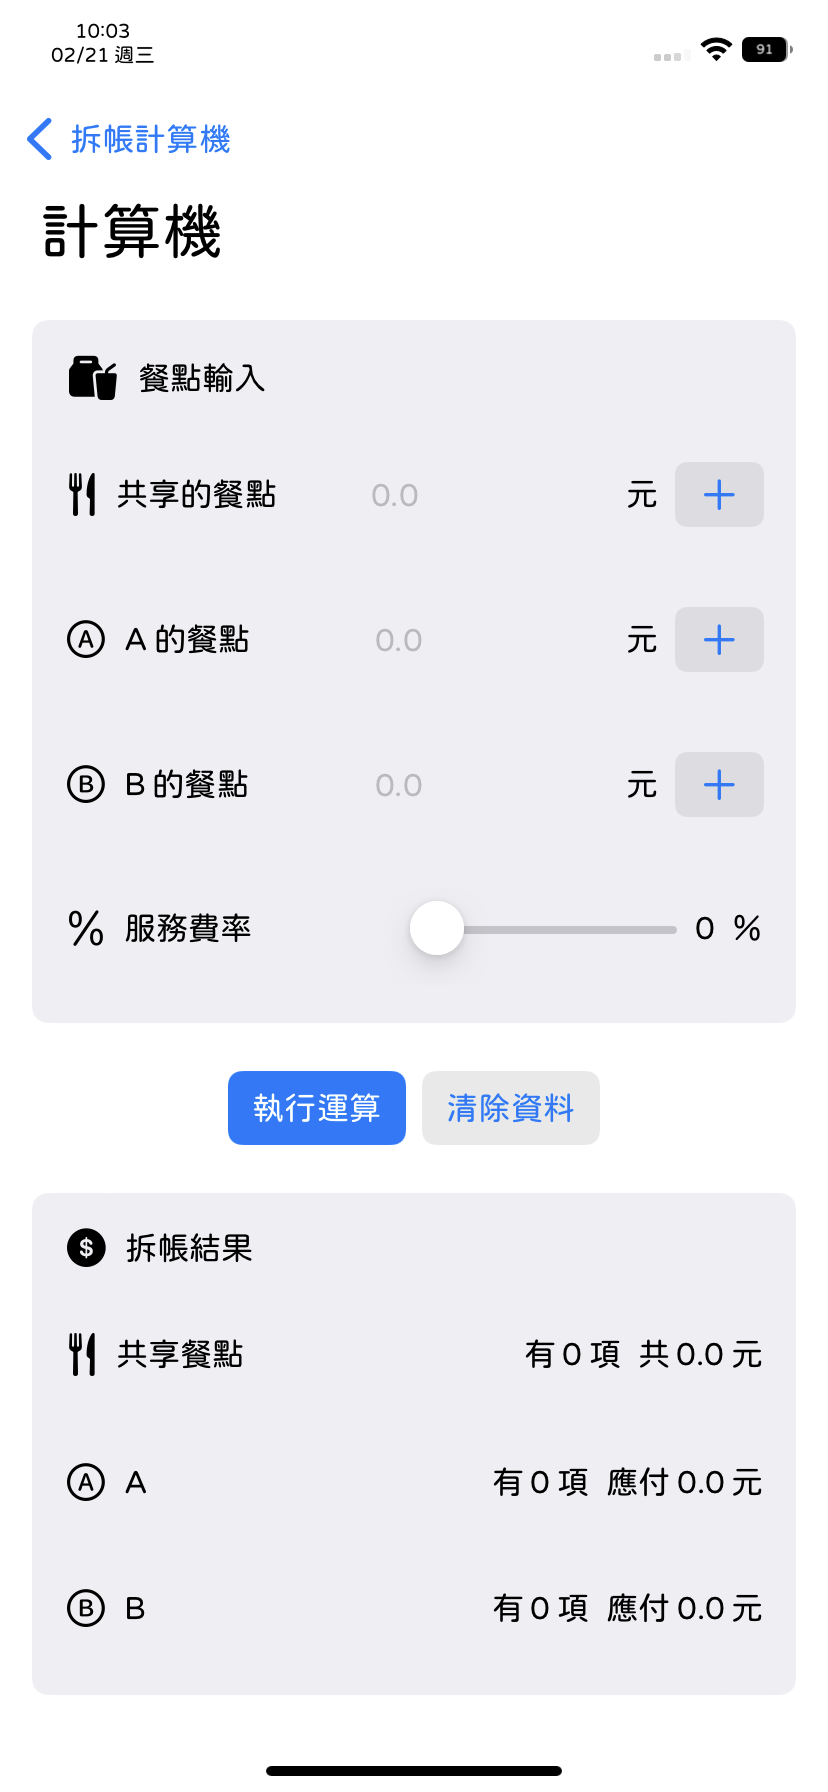 10:03
02/21 週三
91
拆帳計算機
計算機
餐點輸入
共享的餐點 0.0 元 +
A A 的餐點 0.0 元 +
B B 的餐點 0.0 元 +
% 服務費率 0 %
執行運算 清除資料
$ 拆帳結果
共享餐點 有 0 項 共 0.0 元
A A 有 0 項 應付 0.0 元
B B 有 0 項 應付 0.0 元